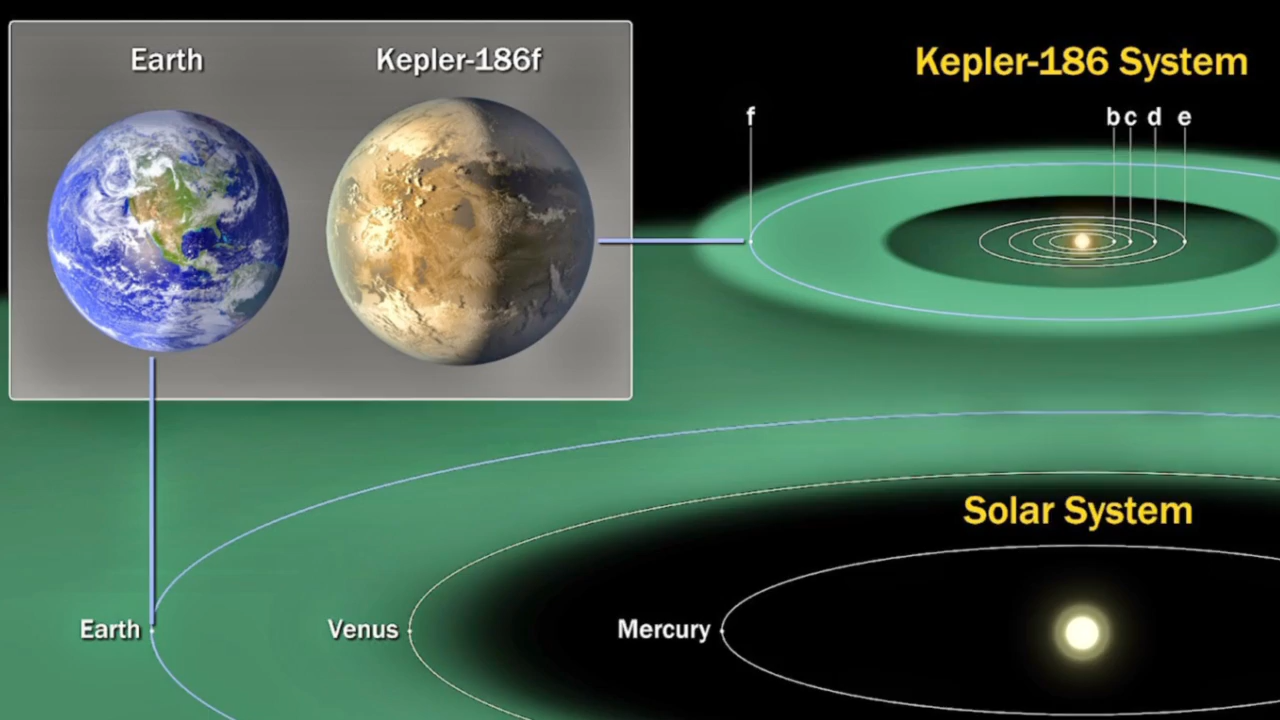 Earth
Kepler-186f
Kepler-186 System
f
b c d e
Solar System
Earth
Venus
Mercury